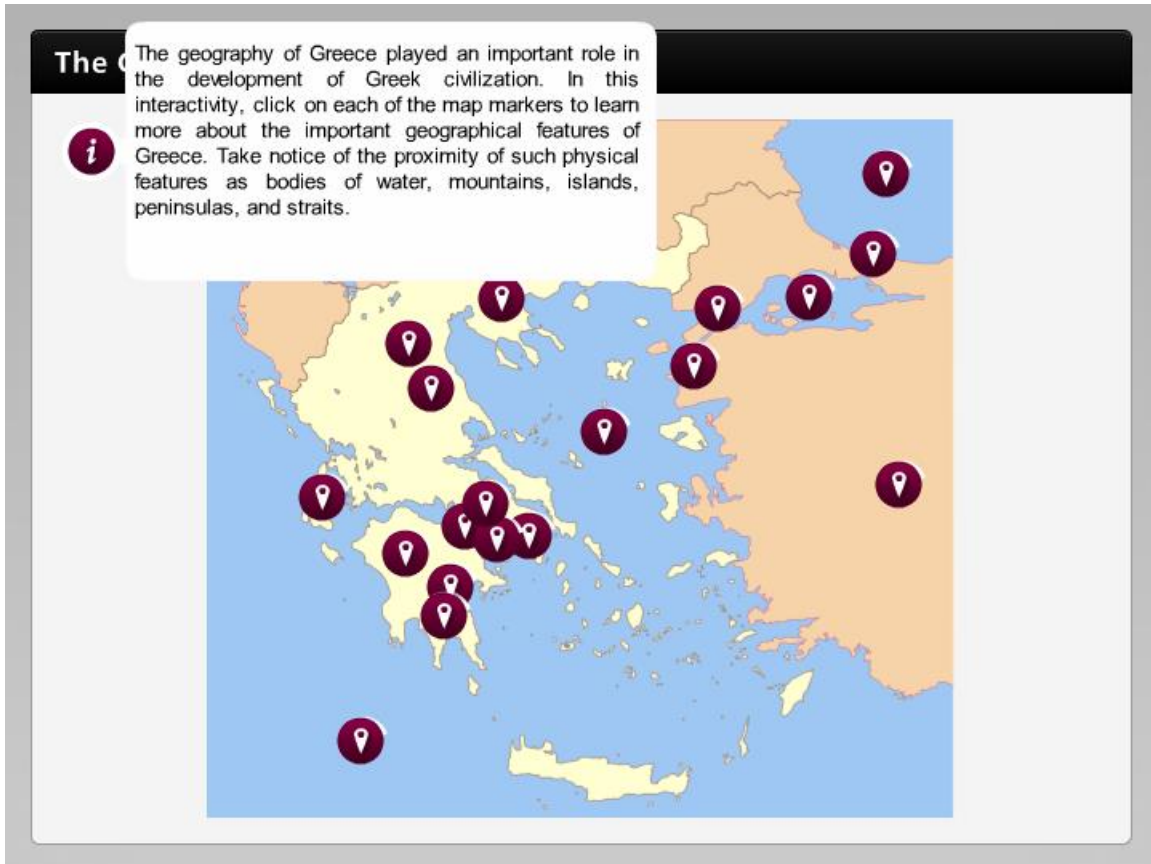 The
The geography of Greece played an important role in
the development of Greek civilization. In this
interactivity, click on each of the map markers to learn
more about the important geographical features of
Greece. Take notice of the proximity of such physical
features as bodies of water, mountains, islands,
peninsulas, and straits.
i